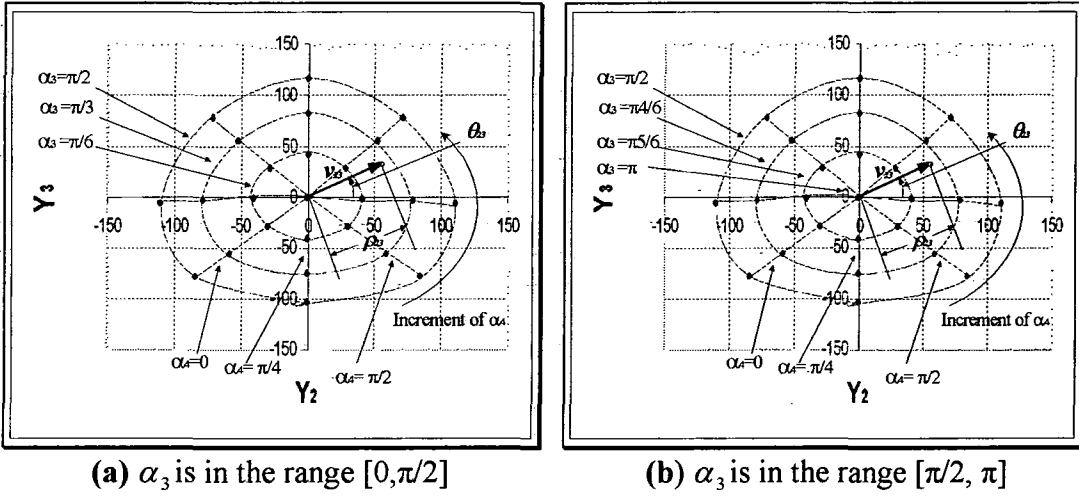 150
100
50
0
-50
-100
-150
-150 -100 -50 0 50 100 150
Y₃
Y₂
α₃=π/2
α₃=π/3
α₃=π/6
θ₂₃
v₂₃
ρ₂₃
Increment of α₄
α₄=0
α₄=π/4
α₄=π/2
(a) α₃ is in the range [0,π/2]
150
100
50
0
-50
-100
-150
-150 -100 -50 0 50 100 150
Y₃
Y₂
α₃=π/2
α₃=π4/6
α₃=π5/6
α₃=π
θ₂₃
v₂₃
ρ₂₃
Increment of α₄
α₄=0
α₄=π/4
α₄=π/2
(b) α₃ is in the range [π/2, π]